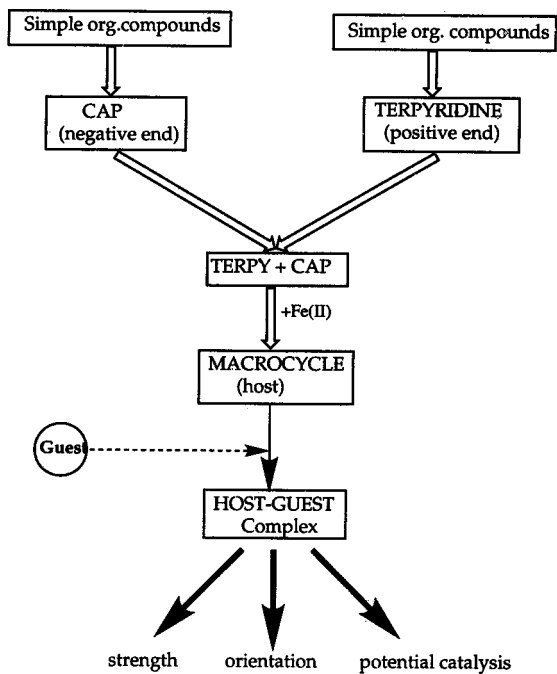 Simple org.compounds
Simple org. compounds
CAP
(negative end)
TERPYRIDINE
(positive end)
TERPY + CAP
+Fe(II)
MACROCYCLE
(host)
Guest
HOST-GUEST
Complex
strength
orientation
potential catalysis